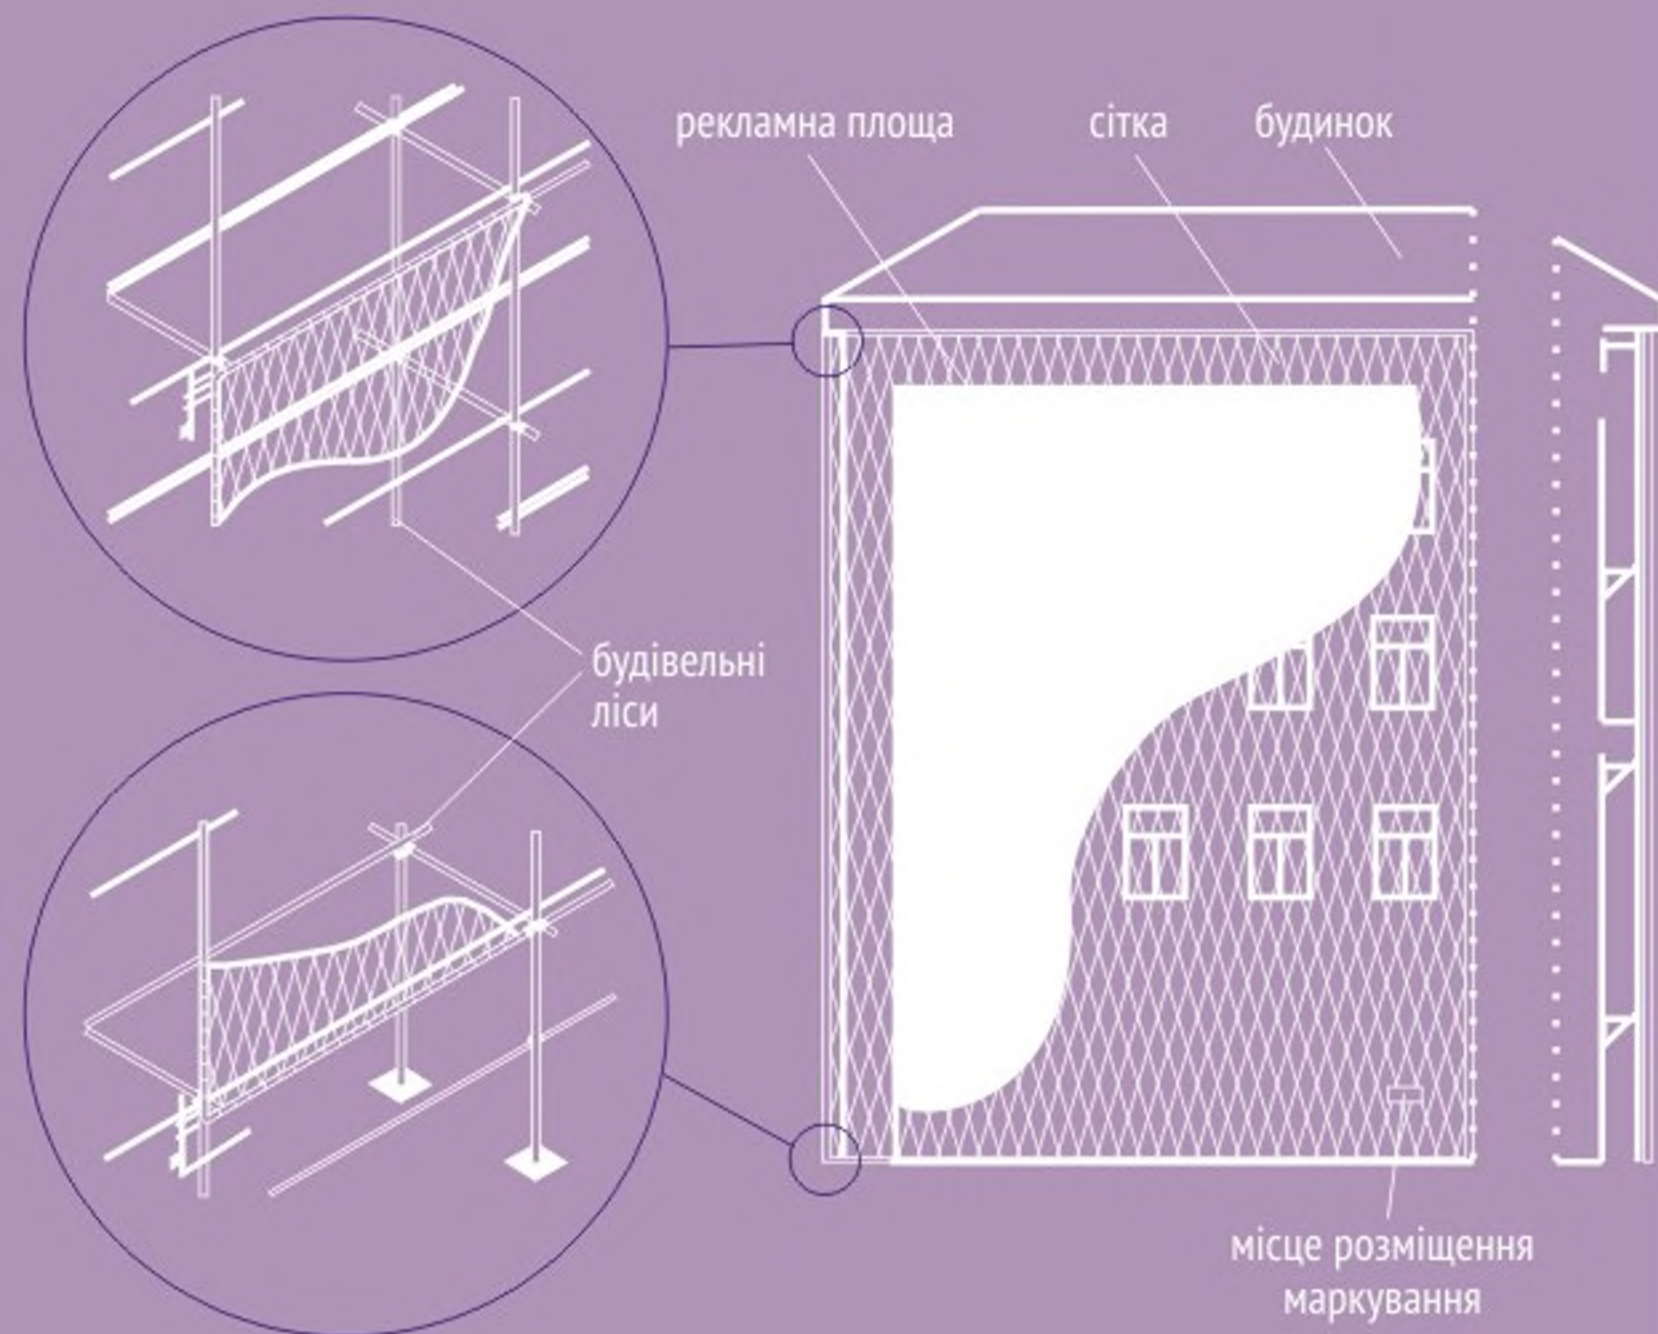 рекламна площа
сітка
будинок
будівельні
ліси
місце розміщення
маркування